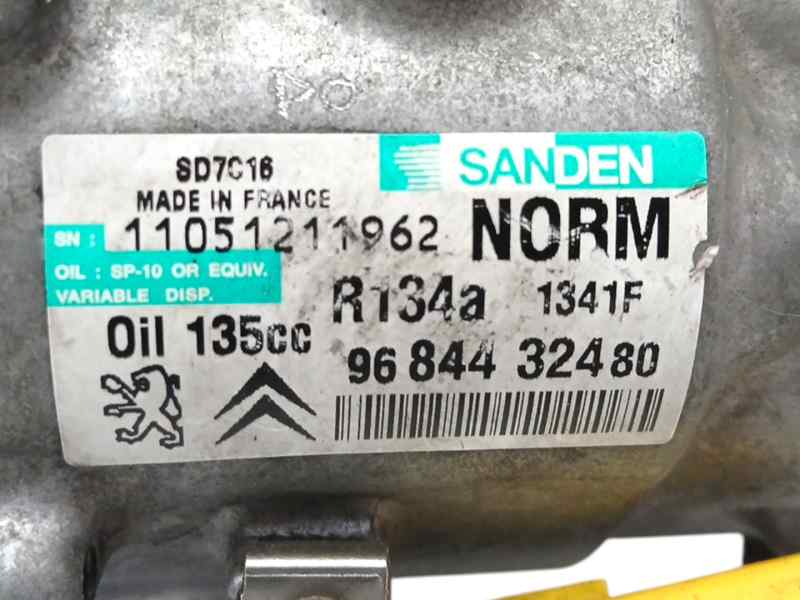 SD7C16
SANDEN
MADE IN FRANCE
SN : 11051211962
NORM
OIL : SP-10 OR EQUIV.
VARIABLE DISP.
R134a 1341F
Oil 135cc
96 844 324 80